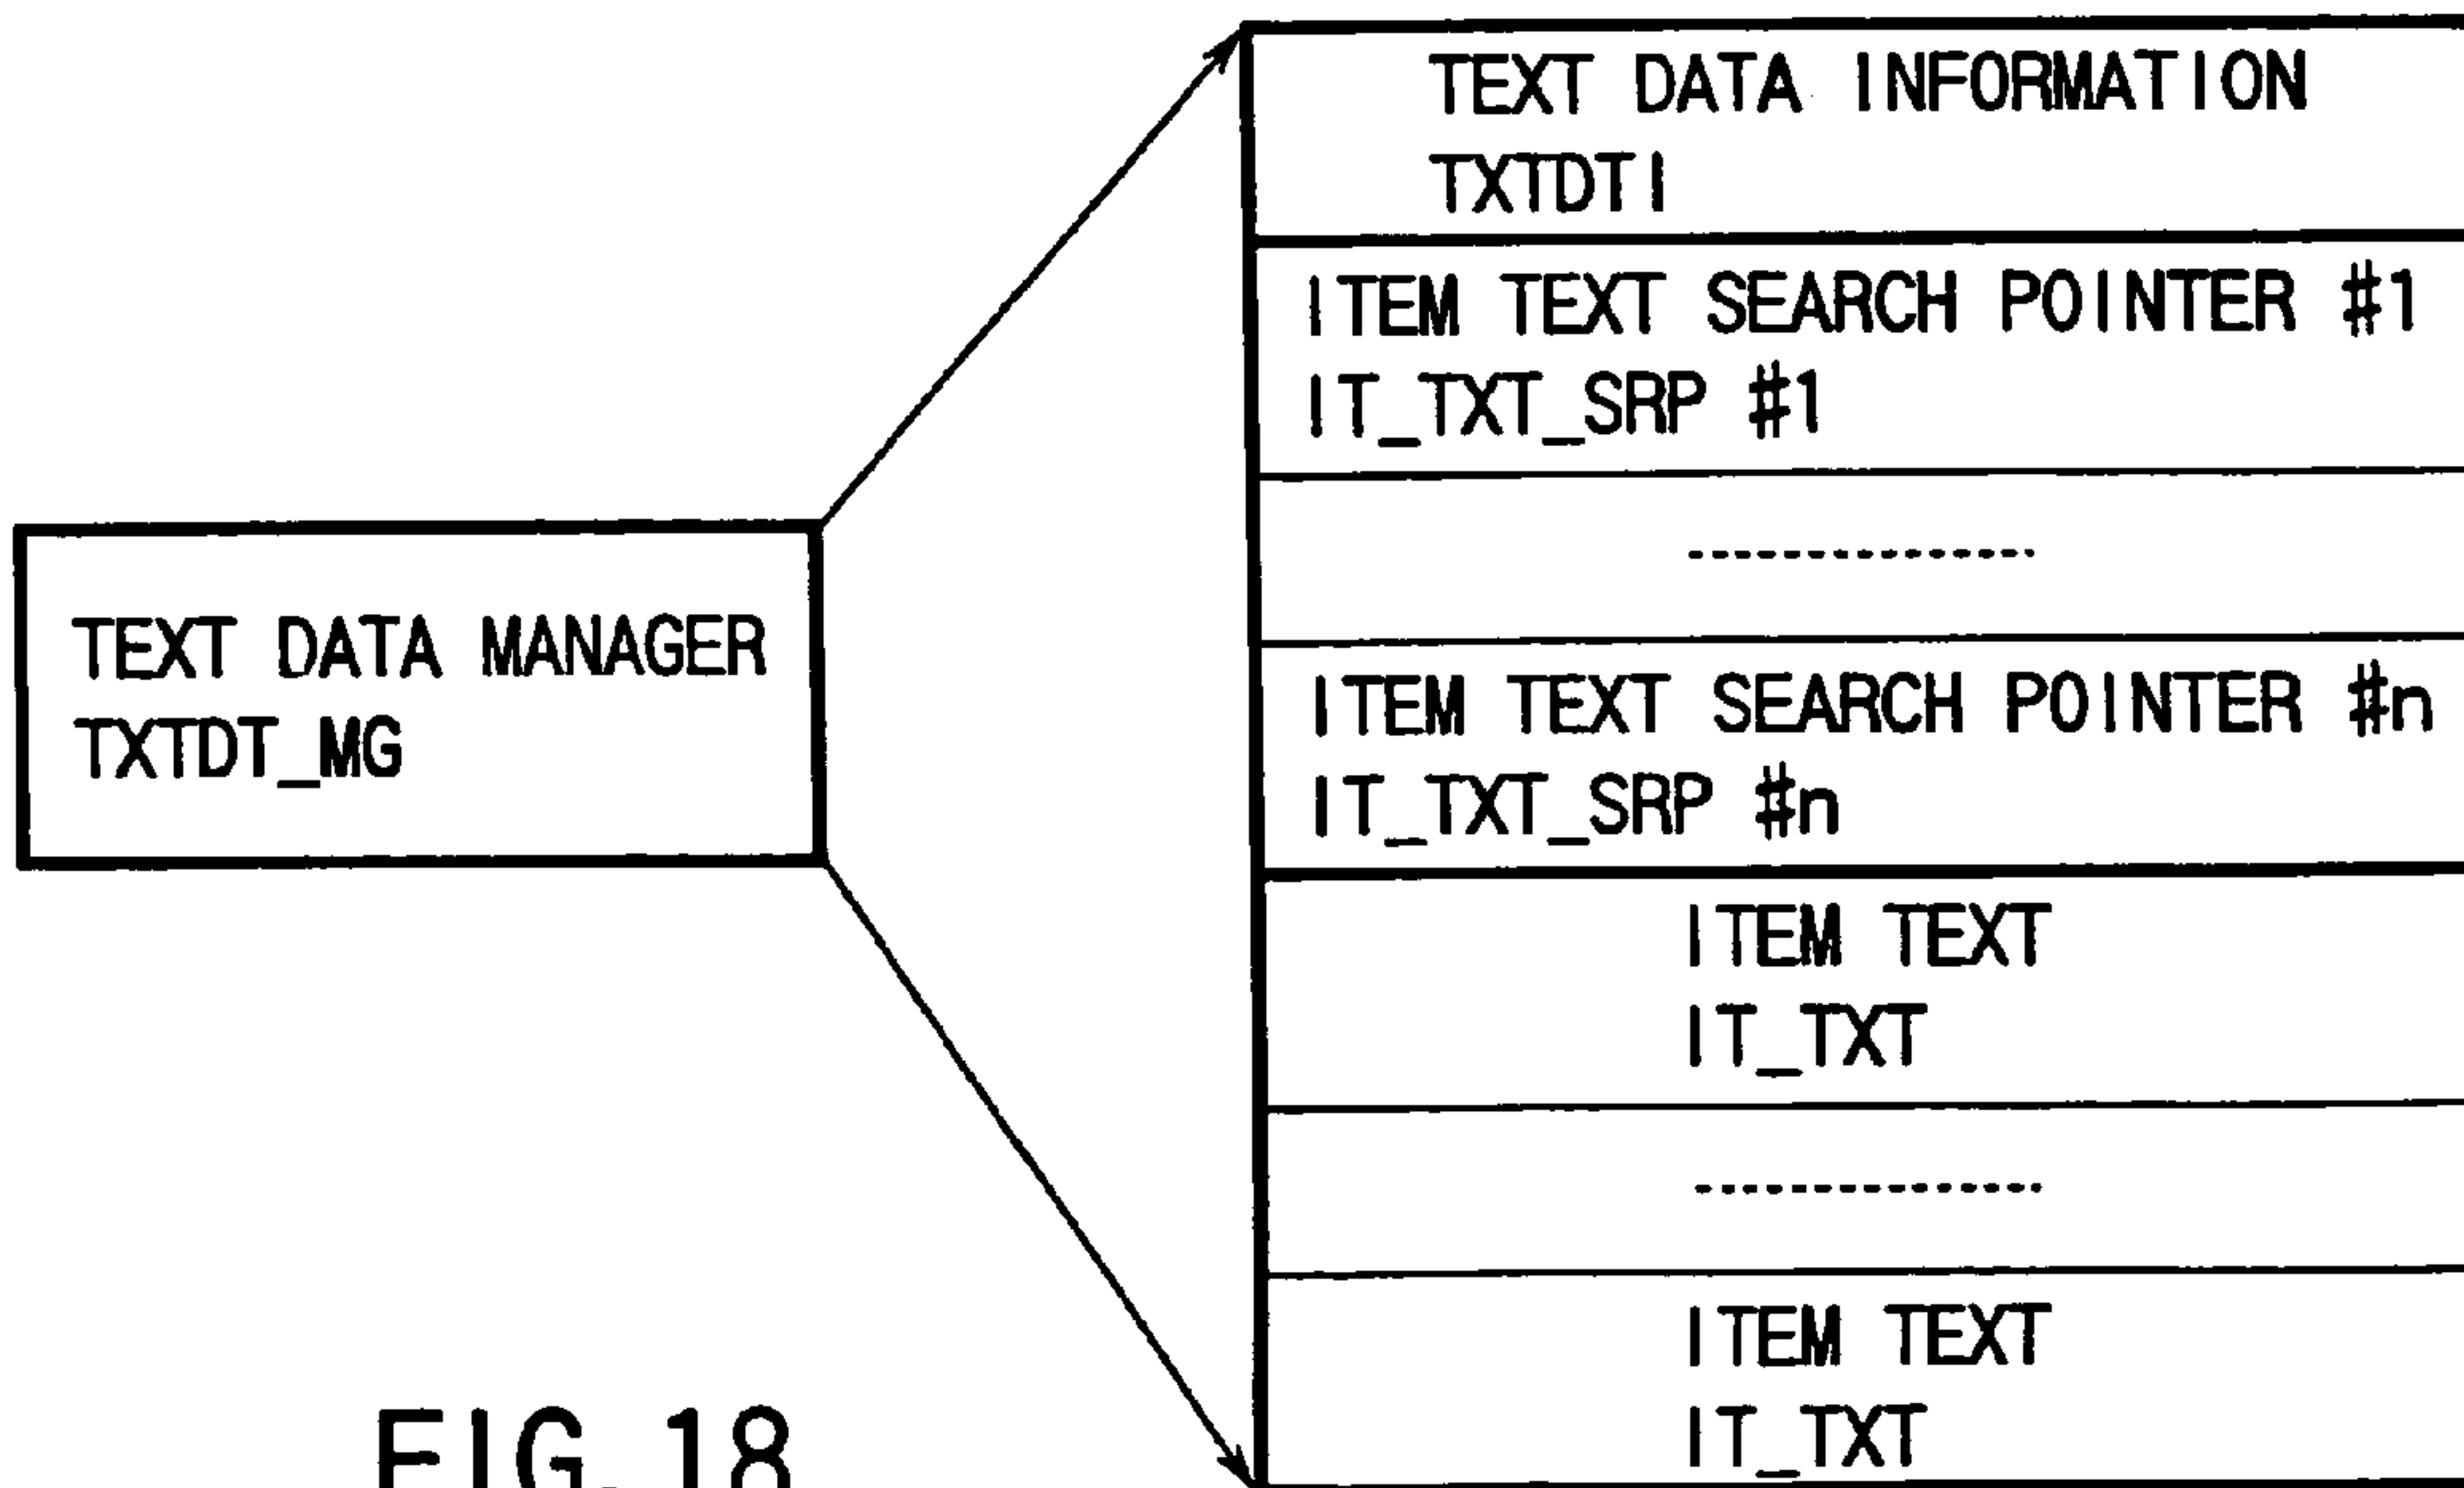 TEXT DATA INFORMATION
TXTDTI
ITEM TEXT SEARCH POINTER #1
IT_TXT_SRP #1
TEXT DATA MANAGER
TXTDT_MG
ITEM TEXT SEARCH POINTER #n
IT_TXT_SRP #n
ITEM TEXT
IT_TXT
ITEM TEXT
IT_TXT
FIG. 18